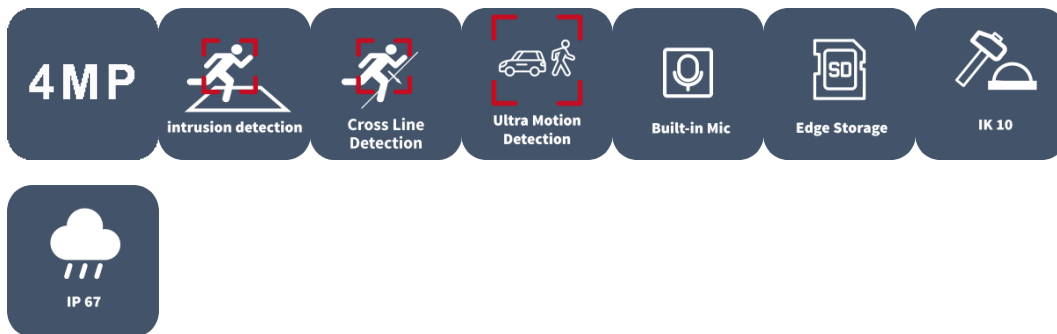 4MP
intrusion detection
Cross Line
Detection
Ultra Motion
Detection
Built-in Mic
SD
Edge Storage
IK 10
IP 67